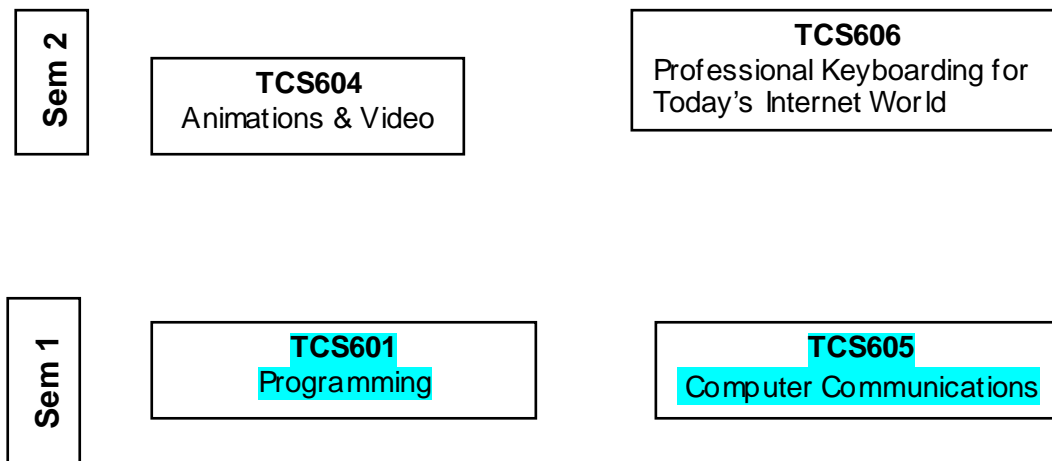 Sem 2
TCS604
Animations & Video
TCS606
Professional Keyboarding for
Today's Internet World
Sem 1
TCS601
Programming
TCS605
Computer Communications